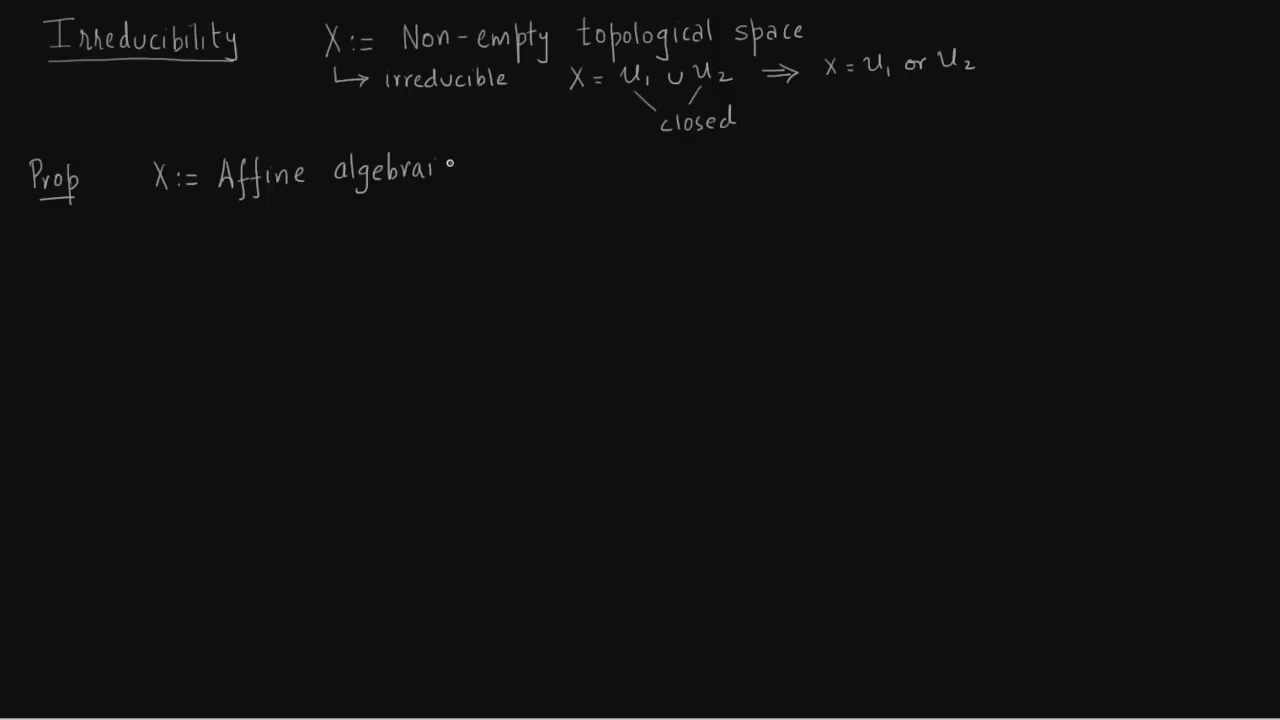 Irreducibility X := Non-empty topological space
↳ irreducible X = U₁ ∪ U₂ ⇒ X = U₁ or U₂
closed
Prop X := Affine algebrai